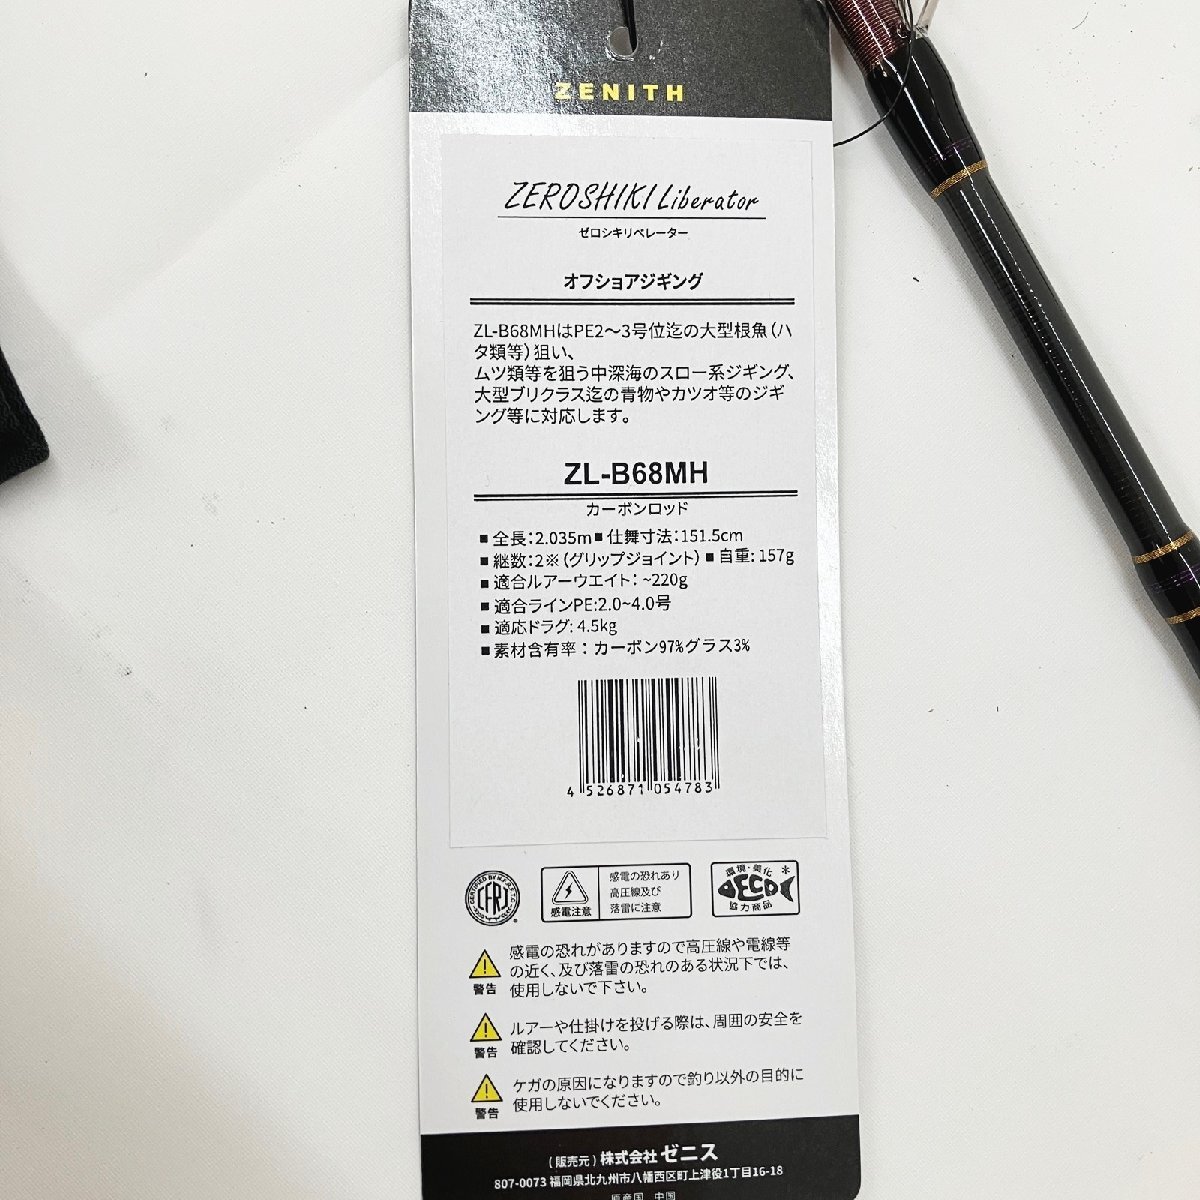 ZENITH
ZEROSHIKI Liberator
ゼロシキリベレーター
オフショアジギング
ZL-B68MHはPE2〜3号位迄の大型根魚(ハ
タ類等)狙い、
ムツ類等を狙う中深海のスロー系ジギング、
大型ブリクラス迄の青物やカツオ等のジギ
ング等に対応します。
ZL-B68MH
カーボンロッド
■全長:2.035m■仕舞寸法:151.5cm
■継数:2※(グリップジョイント)■自重:157g
■適合ルアーウエイト:~220g
■適合ラインPE:2.0~4.0号
■適応ドラグ:4.5kg
■素材含有率：カーボン97%グラス3%
4 526871 054783
CFRI
感電注意
感電の恐れあり
高圧線及び
落雷に注意
環境・美化
ECO
協力商品
感電の恐れがありますので高圧線や電線等
の近く、及び落雷の恐れのある状況下では、
使用しないで下さい。
警告
ルアーや仕掛けを投げる際は、周囲の安全を
確認してください。
警告
ケガの原因になりますので釣り以外の目的に
使用しないでください。
警告
(販売元)株式会社ゼニス
807-0073 福岡県北九州市八幡西区町上津役1丁目16-18
原産国 中国